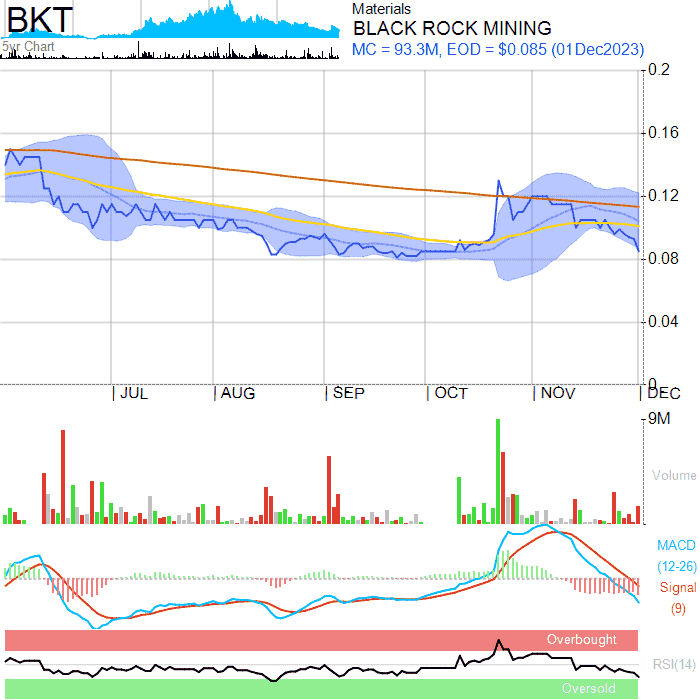 BKT
5yr Chart
Materials
BLACK ROCK MINING
MC = 93.3M, EOD = $0.085 (01Dec2023)
0.2
0.16
0.12
0.08
0.04
0
JUL AUG SEP OCT NOV DEC
9M
Volume
MACD
(12-26)
Signal
(9)
Overbought
RSI(14)
Oversold